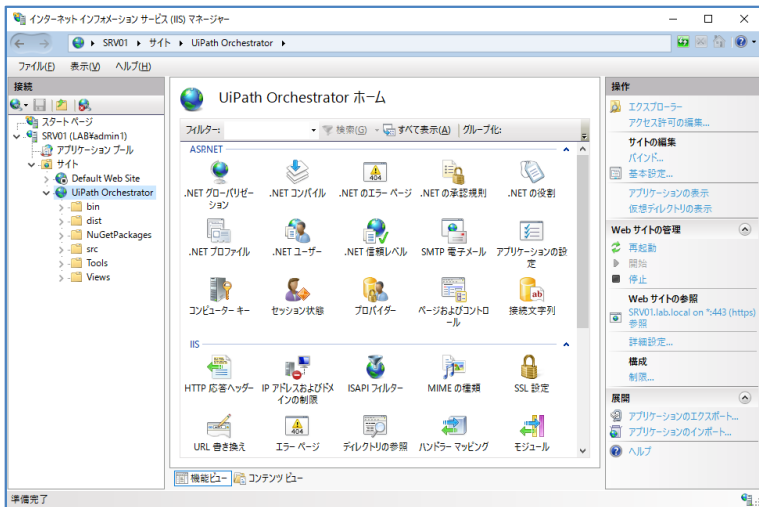 インターネット インフォメーション サービス (IIS) マネージャー
SRV01 サイト UiPath Orchestrator
ファイル(F) 表示(V) ヘルプ(H)
接続
スタート ページ
SRV01 (LAB¥admin1)
アプリケーション プール
サイト
Default Web Site
UiPath Orchestrator
bin
dist
NuGetPackages
src
Tools
Views
UiPath Orchestrator ホーム
フィルター: 検索(G) すべて表示(A) グループ化:
ASP.NET
.NET グローバリゼーション .NET コンパイル .NET のエラー ページ .NET の承認規則 .NET の役割
.NET プロファイル .NET ユーザー .NET 信頼レベル SMTP 電子メール アプリケーションの設定
コンピューター キー セッション状態 プロバイダー ページおよびコントロール 接続文字列
IIS
HTTP 応答ヘッダー IP アドレスおよびドメインの制限 ISAPI フィルター MIME の種類 SSL 設定
URL 書き換え エラー ページ ディレクトリの参照 ハンドラー マッピング モジュール
機能ビュー コンテンツ ビュー
操作
エクスプローラー
アクセス許可の編集...
サイトの編集
バインド...
基本設定...
アプリケーションの表示
仮想ディレクトリの表示
Web サイトの管理
再起動
開始
停止
Web サイトの参照
SRV01.lab.local on *:443 (https)
参照
詳細設定...
構成
制限...
展開
アプリケーションのエクスポート...
アプリケーションのインポート...
ヘルプ
準備完了